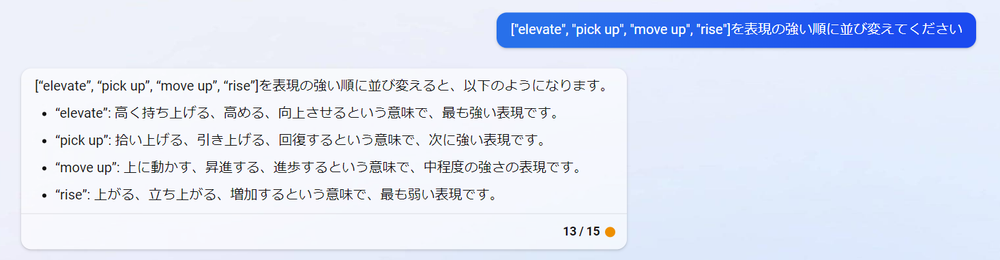 ["elevate", "pick up", "move up", "rise"]を表現の強い順に並び変えてください
[“elevate”, “pick up”, “move up”, “rise”]を表現の強い順に並び変えると、以下のようになります。
• “elevate”: 高く持ち上げる、高める、向上させるという意味で、最も強い表現です。
• “pick up”: 拾い上げる、引き上げる、回復するという意味で、次に強い表現です。
• “move up”: 上に動かす、昇進する、進歩するという意味で、中程度の強さの表現です。
• “rise”: 上がる、立ち上がる、増加するという意味で、最も弱い表現です。
13 / 15